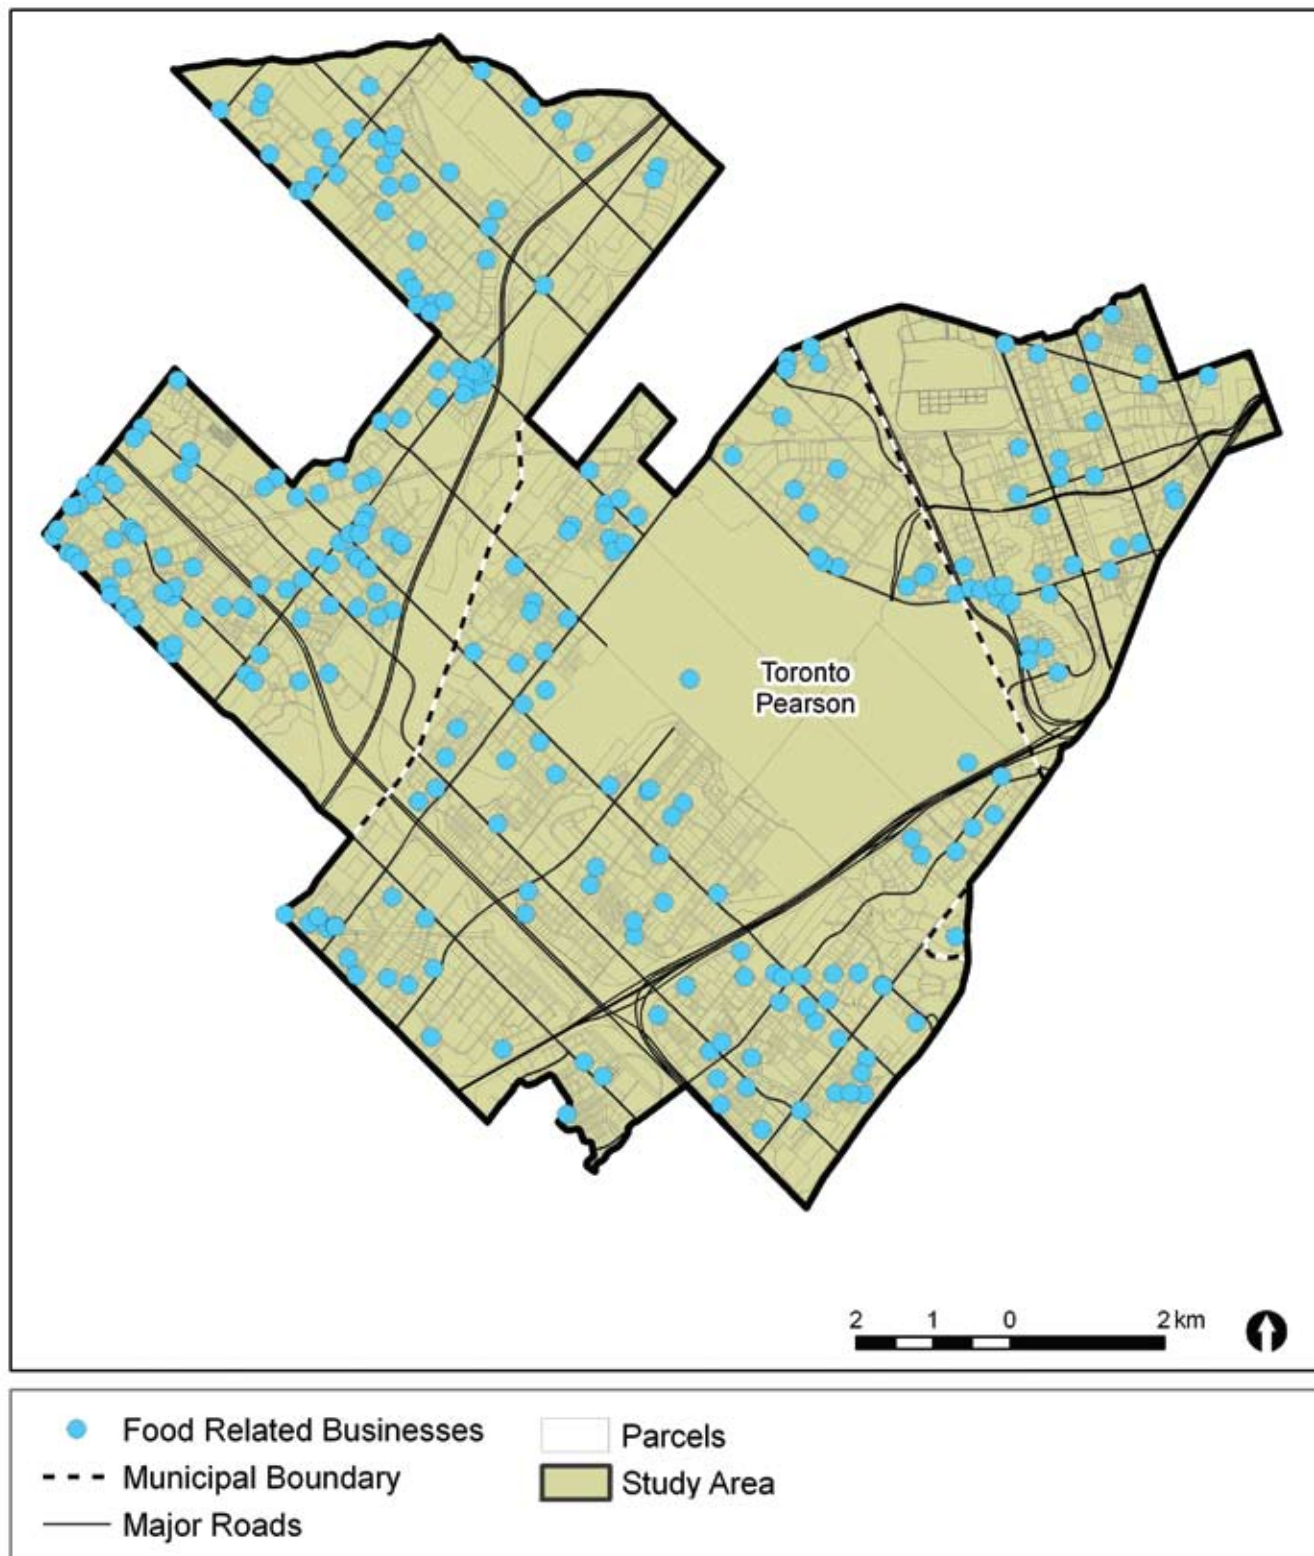 Toronto
Pearson
2 1 0 2 km
Food Related Businesses
Parcels
Municipal Boundary
Study Area
Major Roads